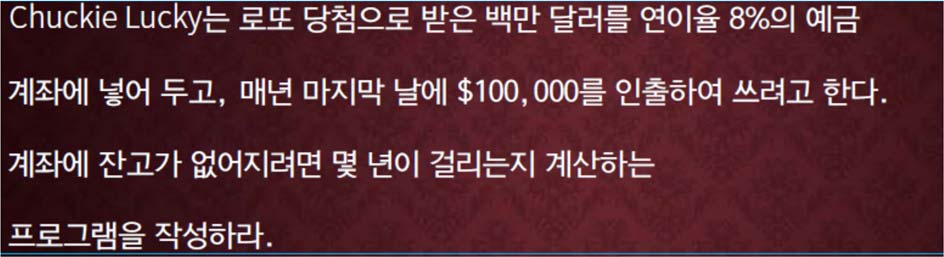 Chuckie Lucky는 로또 당첨으로 받은 백만 달러를 연이율 8%의 예금
계좌에 넣어 두고, 매년 마지막 날에 $100,000를 인출하여 쓰려고 한다.
계좌에 잔고가 없어지려면 몇 년이 걸리는지 계산하는
프로그램을 작성하라.